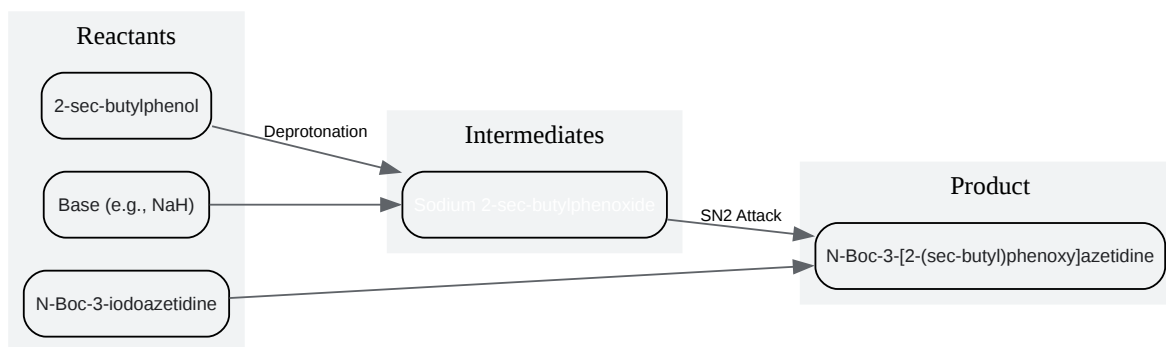 Reactants
2-sec-butylphenol
Deprotonation
Base (e.g., NaH)
N-Boc-3-iodoazetidine
Intermediates
Sodium 2-sec-butylphenoxide
SN2 Attack
Product
N-Boc-3-[2-(sec-butyl)phenoxy]azetidine